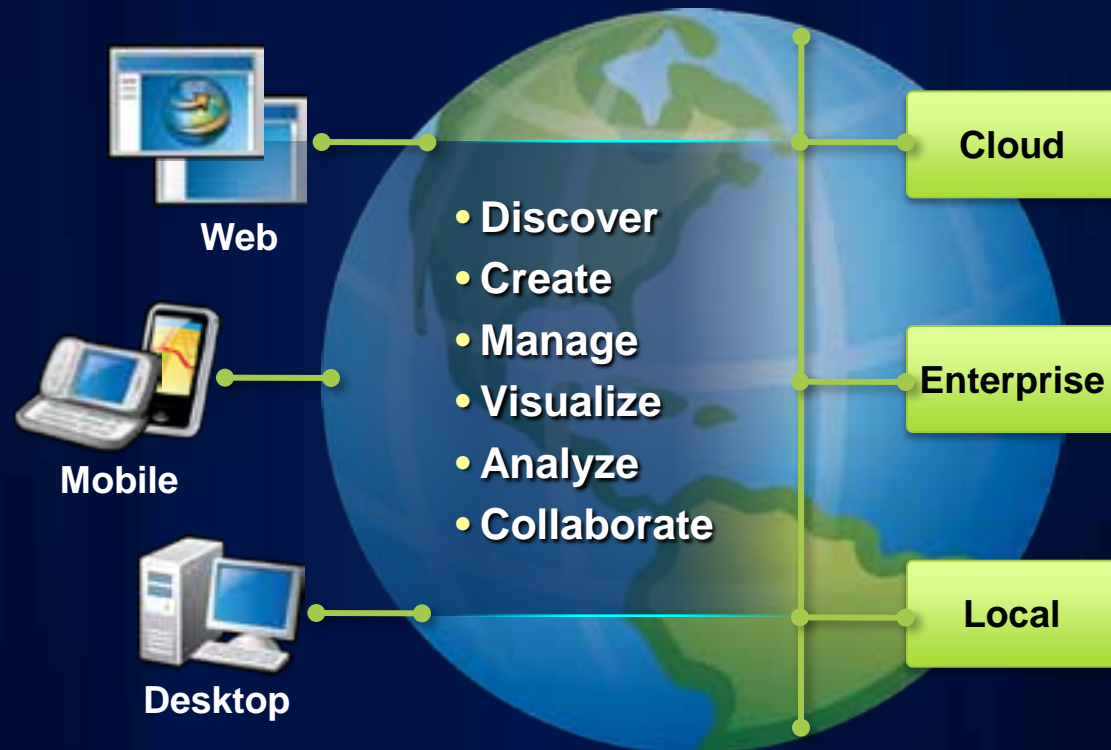 Web
Mobile
Desktop
• Discover
• Create
• Manage
• Visualize
• Analyze
• Collaborate
Cloud
Enterprise
Local